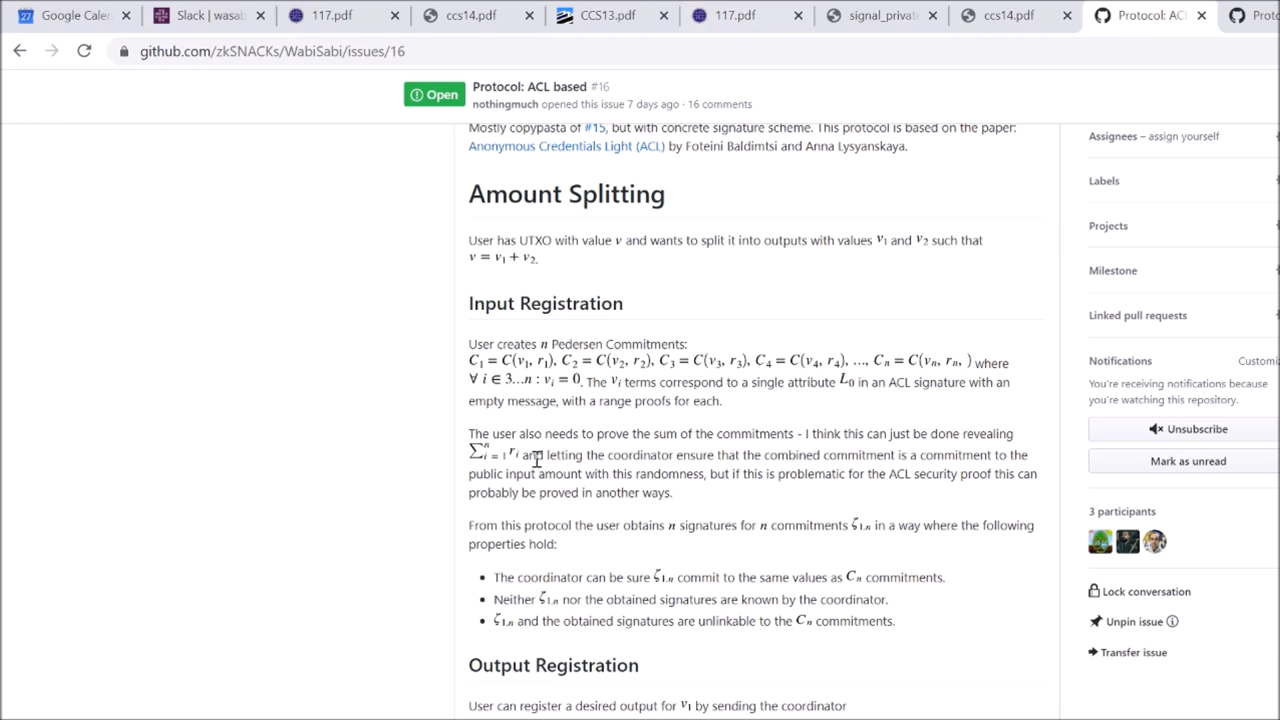 27 Google Calen
Slack | wasab
117.pdf
ccs14.pdf
CCS13.pdf
117.pdf
signal_private
ccs14.pdf
Protocol: ACL
Proto
github.com/zkSNACKs/WabiSabi/issues/16
Open
Protocol: ACL based #16
nothingmuch opened this issue 7 days ago · 16 comments
Mostly copypasta of #15, but with concrete signature scheme. This protocol is based on the paper:
Anonymous Credentials Light (ACL) by Foteini Baldimtsi and Anna Lysyanskaya.
Amount Splitting
User has UTXO with value v and wants to split it into outputs with values v₁ and v₂ such that
v = v₁ + v₂.
Input Registration
User creates n Pedersen Commitments:
C₁ = C(v₁, r₁), C₂ = C(v₂, r₂), C₃ = C(v₃, r₃), C₄ = C(v₄, r₄), …, Cₙ = C(vₙ, rₙ, ) where
∀ i ∈ 3…n : vᵢ = 0. The vᵢ terms correspond to a single attribute L₀ in an ACL signature with an
empty message, with a range proofs for each.
The user also needs to prove the sum of the commitments - I think this can just be done revealing
∑ⁿᵢ₌₁ rᵢ and letting the coordinator ensure that the combined commitment is a commitment to the
public input amount with this randomness, but if this is problematic for the ACL security proof this can
probably be proved in another ways.
From this protocol the user obtains n signatures for n commitments ζ₁.ₙ in a way where the following
properties hold:
• The coordinator can be sure ζ₁.ₙ commit to the same values as Cₙ commitments.
• Neither ζ₁.ₙ nor the obtained signatures are known by the coordinator.
• ζ₁.ₙ and the obtained signatures are unlinkable to the Cₙ commitments.
Output Registration
User can register a desired output for v₁ by sending the coordinator
Assignees – assign yourself
Labels
Projects
Milestone
Linked pull requests
Notifications Customi
You're receiving notifications because
you're watching this repository.
Unsubscribe
Mark as unread
3 participants
Lock conversation
Unpin issue
Transfer issue